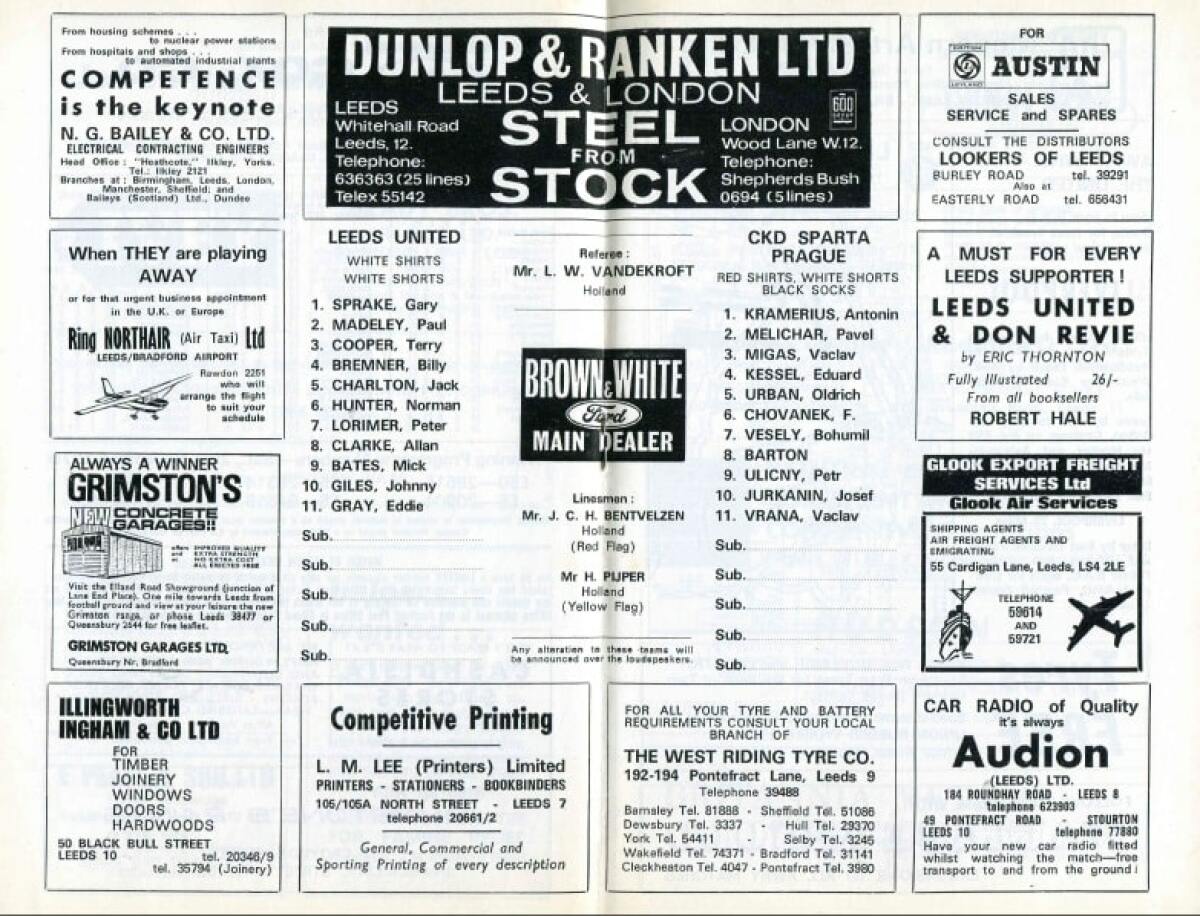 From housing schemes . . .
to nuclear power stations
From hospitals and shops . . .
to automated industrial plants
COMPETENCE
is the keynote
N. G. BAILEY & CO. LTD.
ELECTRICAL CONTRACTING ENGINEERS
Head Office : "Heathcote," Ilkley, Yorks.
Tel.: Ilkley 2121
Branches at : Birmingham, Leeds, London,
Manchester, Sheffield; and
Baileys (Scotland) Ltd., Dundee
DUNLOP & RANKEN LTD
LEEDS & LONDON
STEEL
FROM
STOCK
LEEDS
Whitehall Road
Leeds, 12.
Telephone:
636363 (25 lines)
Telex 55142
600
LONDON
Wood Lane W.12.
Telephone:
Shepherds Bush
0694 (5 lines)
FOR
LEYLAND
AUSTIN
SALES
SERVICE and SPARES
CONSULT THE DISTRIBUTORS
LOOKERS OF LEEDS
BURLEY ROAD tel. 39291
Also at
EASTERLY ROAD tel. 656431
When THEY are playing
AWAY
or for that urgent business appointment
in the U.K. or Europe
Ring NORTHAIR (Air Taxi) Ltd
LEEDS/BRADFORD AIRPORT
Rawdon 2251
who will
arrange the flight
to suit your
schedule
ALWAYS A WINNER
GRIMSTON'S
NEW CONCRETE
GARAGES!!
offers and at
IMPROVED QUALITY
EXTRA STRENGTH
NO EXTRA COST
ALL ERECTED FREE
Visit the Elland Road Showground (junction of
Lane End Place). One mile towards Leeds from
football ground and view at your leisure the new
Grimston range, or phone Leeds 38477 or
Queensbury 2544 for free leaflet.
GRIMSTON GARAGES LTD.
Queensbury Nr. Bradford
LEEDS UNITED
WHITE SHIRTS
WHITE SHORTS
1. SPRAKE, Gary
2. MADELEY, Paul
3. COOPER, Terry
4. BREMNER, Billy
5. CHARLTON, Jack
6. HUNTER, Norman
7. LORIMER, Peter
8. CLARKE, Allan
9. BATES, Mick
10. GILES, Johnny
11. GRAY, Eddie
Sub.
Sub.
Sub.
Sub.
Sub.
Referee :
Mr. L. W. VANDEKROFT
Holland
BROWN & WHITE
Ford
MAIN DEALER
Linesmen :
Mr. J. C. H. BENTVELZEN
Holland
(Red Flag)
Mr H. PIJPER
Holland
(Yellow Flag)
Any alteration to these teams will
be announced over the loudspeakers.
CKD SPARTA
PRAGUE
RED SHIRTS, WHITE SHORTS
BLACK SOCKS
1. KRAMERIUS, Antonin
2. MELICHAR, Pavel
3. MIGAS, Vaclav
4. KESSEL, Eduard
5. URBAN, Oldrich
6. CHOVANEK, F.
7. VESELY, Bohumil
8. BARTON
9. ULICNY, Petr
10. JURKANIN, Josef
11. VRANA, Vaclav
Sub.
Sub.
Sub.
Sub.
Sub.
A MUST FOR EVERY
LEEDS SUPPORTER !
LEEDS UNITED
& DON REVIE
by ERIC THORNTON
Fully Illustrated 26/-
From all booksellers
ROBERT HALE
GLOOK EXPORT FREIGHT
SERVICES Ltd
Glook Air Services
SHIPPING AGENTS
AIR FREIGHT AGENTS AND
EMIGRATING
55 Cardigan Lane, Leeds, LS4 2LE
TELEPHONE
59614
AND
59721
ILLINGWORTH
INGHAM & CO LTD
FOR
TIMBER
JOINERY
WINDOWS
DOORS
HARDWOODS
50 BLACK BULL STREET
LEEDS 10 tel. 20346/9
tel. 35794 (Joinery)
Competitive Printing
L. M. LEE (Printers) Limited
PRINTERS - STATIONERS - BOOKBINDERS
106/105A NORTH STREET - LEEDS 7
telephone 20661/2
General, Commercial and
Sporting Printing of every description
FOR ALL YOUR TYRE AND BATTERY
REQUIREMENTS CONSULT YOUR LOCAL
BRANCH OF
THE WEST RIDING TYRE CO.
192-194 Pontefract Lane, Leeds 9
Telephone 39488
Barnsley Tel. 81888 - Sheffield Tel. 51086
Dewsbury Tel. 3337 - Hull Tel. 29370
York Tel. 54411 - Selby Tel. 3245
Wakefield Tel. 74371 - Bradford Tel. 31141
Cleckheaton Tel. 4047 - Pontefract Tel. 3980
CAR RADIO of Quality
it's always
Audion
(LEEDS) LTD.
184 ROUNDHAY ROAD - LEEDS 8
telephone 623903
49 PONTEFRACT ROAD - STOURTON
LEEDS 10 telephone 77880
Have your new car radio fitted
whilst watching the match—free
transport to and from the ground!